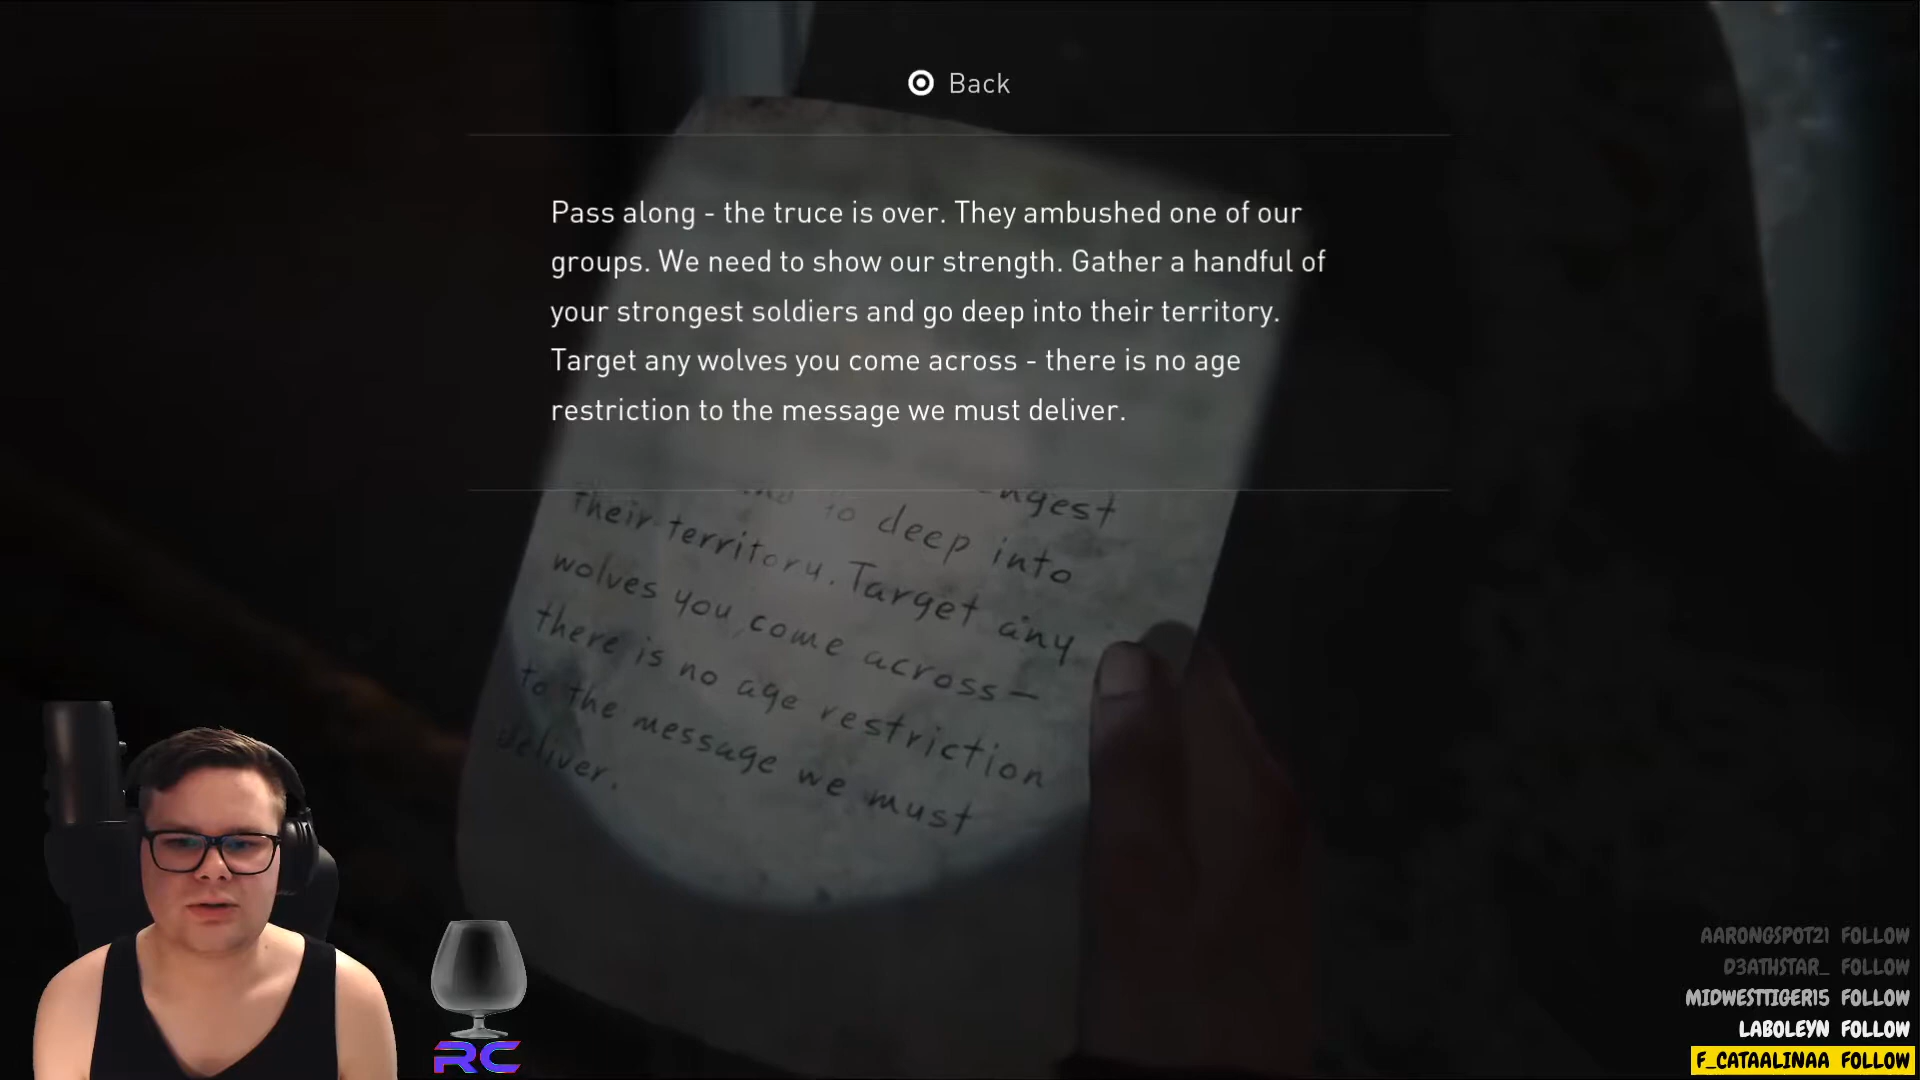 Back
Pass along - the truce is over. They ambushed one of our
groups. We need to show our strength. Gather a handful of
your strongest soldiers and go deep into their territory.
Target any wolves you come across - there is no age
restriction to the message we must deliver.
to deep into
their territory. Target any
wolves you come across—
there is no age restriction
to the message we must
deliver.
RC
AARONGSPOT21 FOLLOW
D3ATHSTAR_ FOLLOW
MIDWESTTIGER15 FOLLOW
LABOLEYN FOLLOW
F_CATAALINAA FOLLOW